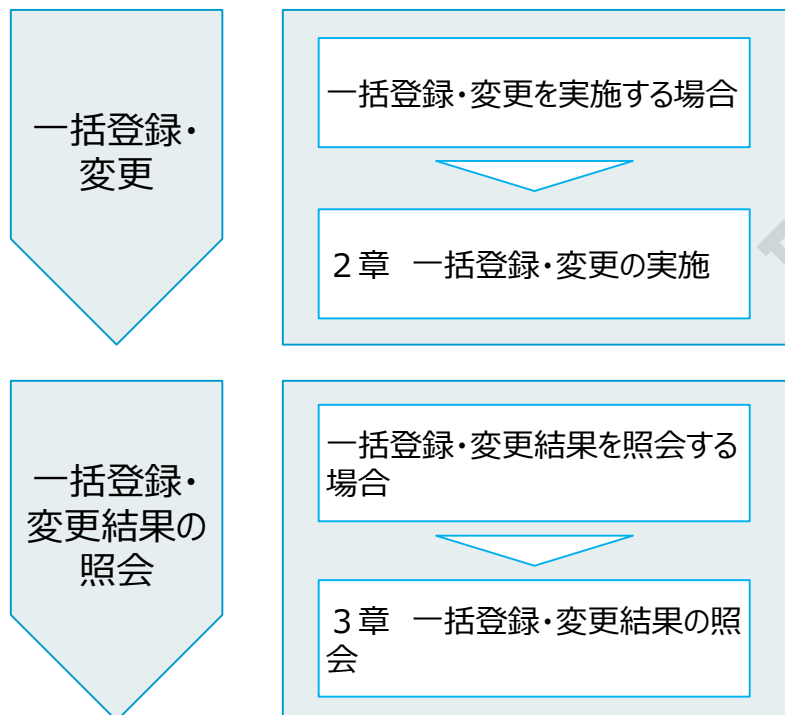 一括登録・
変更
一括登録・変更を実施する場合
２章　一括登録・変更の実施
一括登録・
変更結果の
照会
一括登録・変更結果を照会する
場合
３章　一括登録・変更結果の照
会